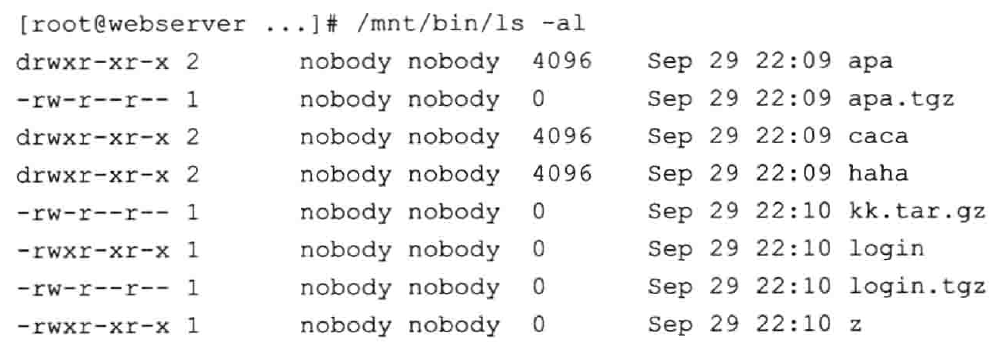 [root@webserver ...]# /mnt/bin/ls -al
drwxr-xr-x 2 nobody nobody 4096 Sep 29 22:09 apa
-rw-r--r-- 1 nobody nobody 0 Sep 29 22:09 apa.tgz
drwxr-xr-x 2 nobody nobody 4096 Sep 29 22:09 caca
drwxr-xr-x 2 nobody nobody 4096 Sep 29 22:09 haha
-rw-r--r-- 1 nobody nobody 0 Sep 29 22:10 kk.tar.gz
-rwxr-xr-x 1 nobody nobody 0 Sep 29 22:10 login
-rw-r--r-- 1 nobody nobody 0 Sep 29 22:10 login.tgz
-rwxr-xr-x 1 nobody nobody 0 Sep 29 22:10 z